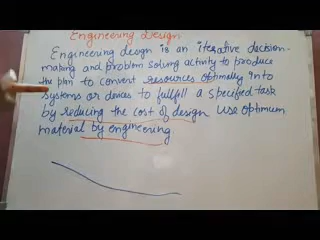 Engineering Design
Engineering design is an iterative decision-
making and problem solving activity to produce
the plan to convert resources optimally into
systems or devices to fullfill a specified task
by reducing the cost of design use optimum
material by engineering